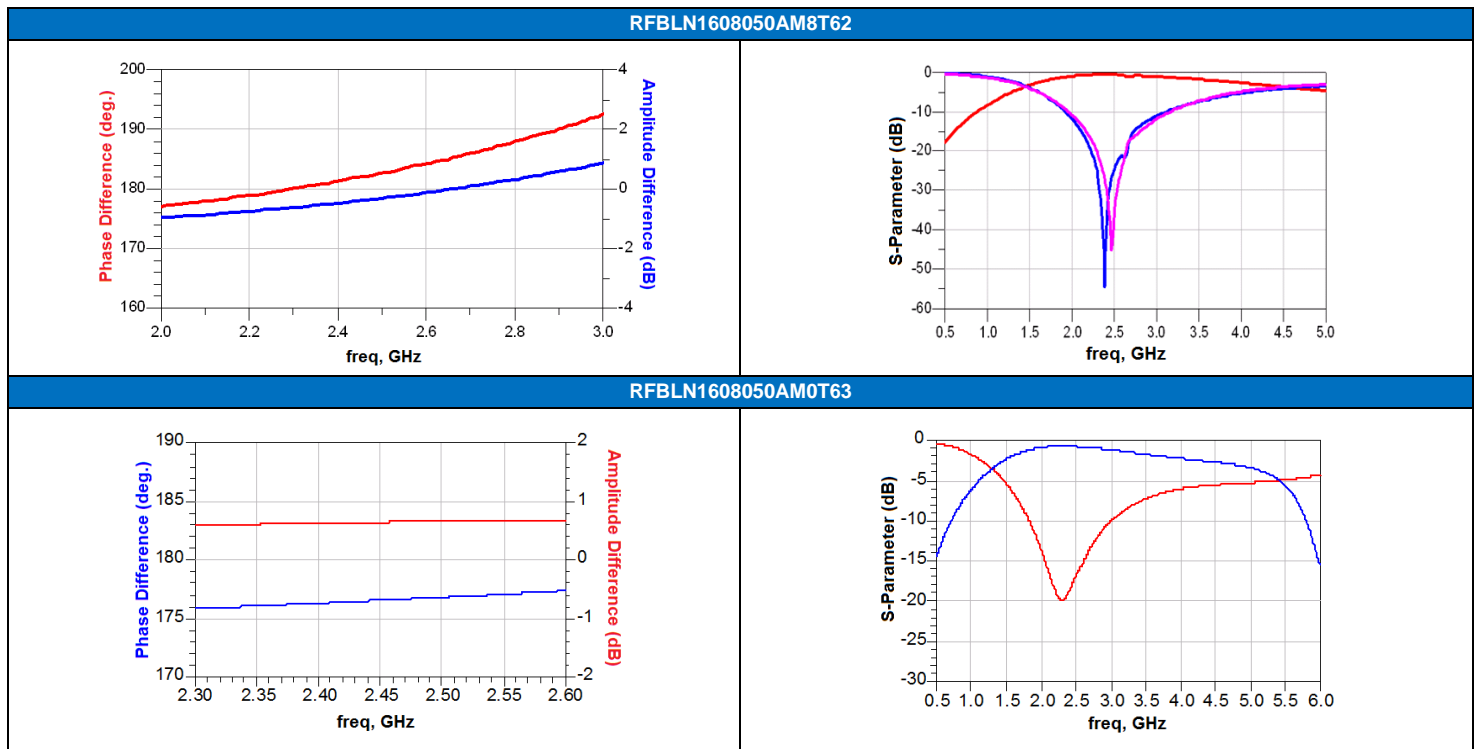 RFBLN1608050AM8T62
200
190
180
170
160
4
2
0
-2
-4
2.0 2.2 2.4 2.6 2.8 3.0
freq, GHz
Phase Difference (deg.)
Amplitude Difference (dB)
0
-10
-20
-30
-40
-50
-60
0.5 1.0 1.5 2.0 2.5 3.0 3.5 4.0 4.5 5.0
freq, GHz
S-Parameter (dB)
RFBLN1608050AM0T63
190
185
180
175
170
2
1
0
-1
-2
2.30 2.35 2.40 2.45 2.50 2.55 2.60
freq, GHz
Phase Difference (deg.)
Amplitude Difference (dB)
0
-5
-10
-15
-20
-25
-30
0.5 1.0 1.5 2.0 2.5 3.0 3.5 4.0 4.5 5.0 5.5 6.0
freq, GHz
S-Parameter (dB)